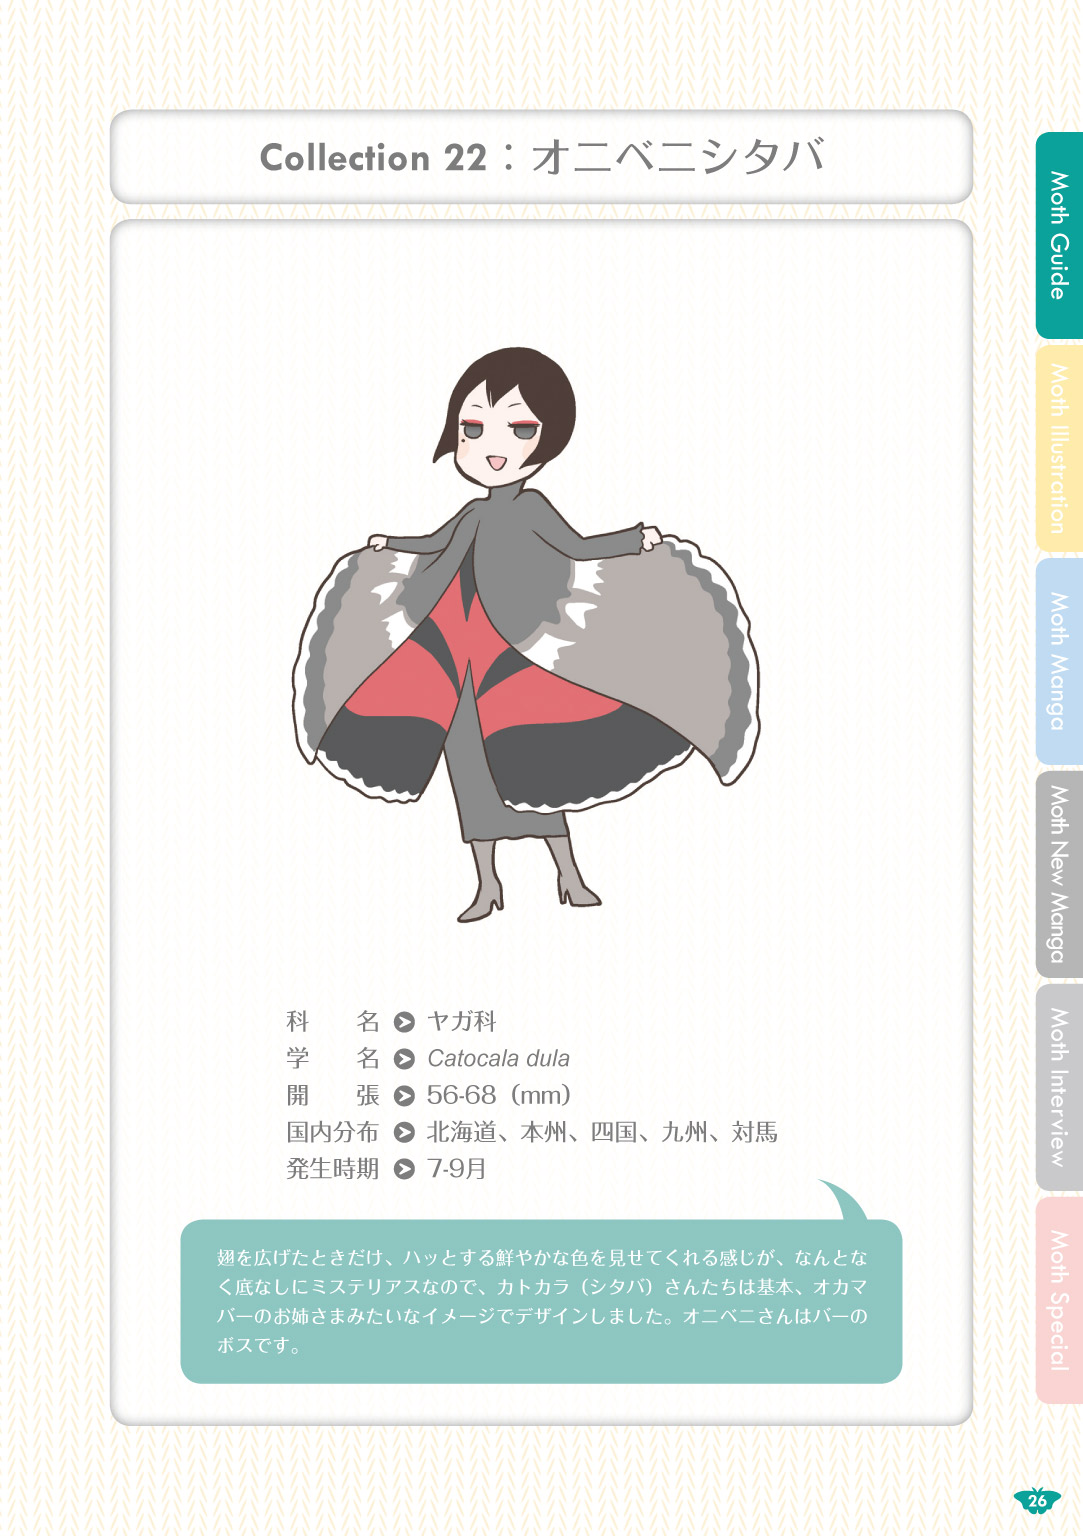 Collection 22：オニベニシタバ
科　　名 ヤガ科
学　　名 Catocala dula
開　　張 56-68（mm）
国内分布 北海道、本州、四国、九州、対馬
発生時期 7-9月
翅を広げたときだけ、ハッとする鮮やかな色を見せてくれる感じが、なんとな
く底なしにミステリアスなので、カトカラ（シタバ）さんたちは基本、オカマ
バーのお姉さまみたいなイメージでデザインしました。オニベニさんはバーの
ボスです。
Moth Guide
Moth Illustration
Moth Manga
Moth New Manga
Moth Interview
Moth Special
26